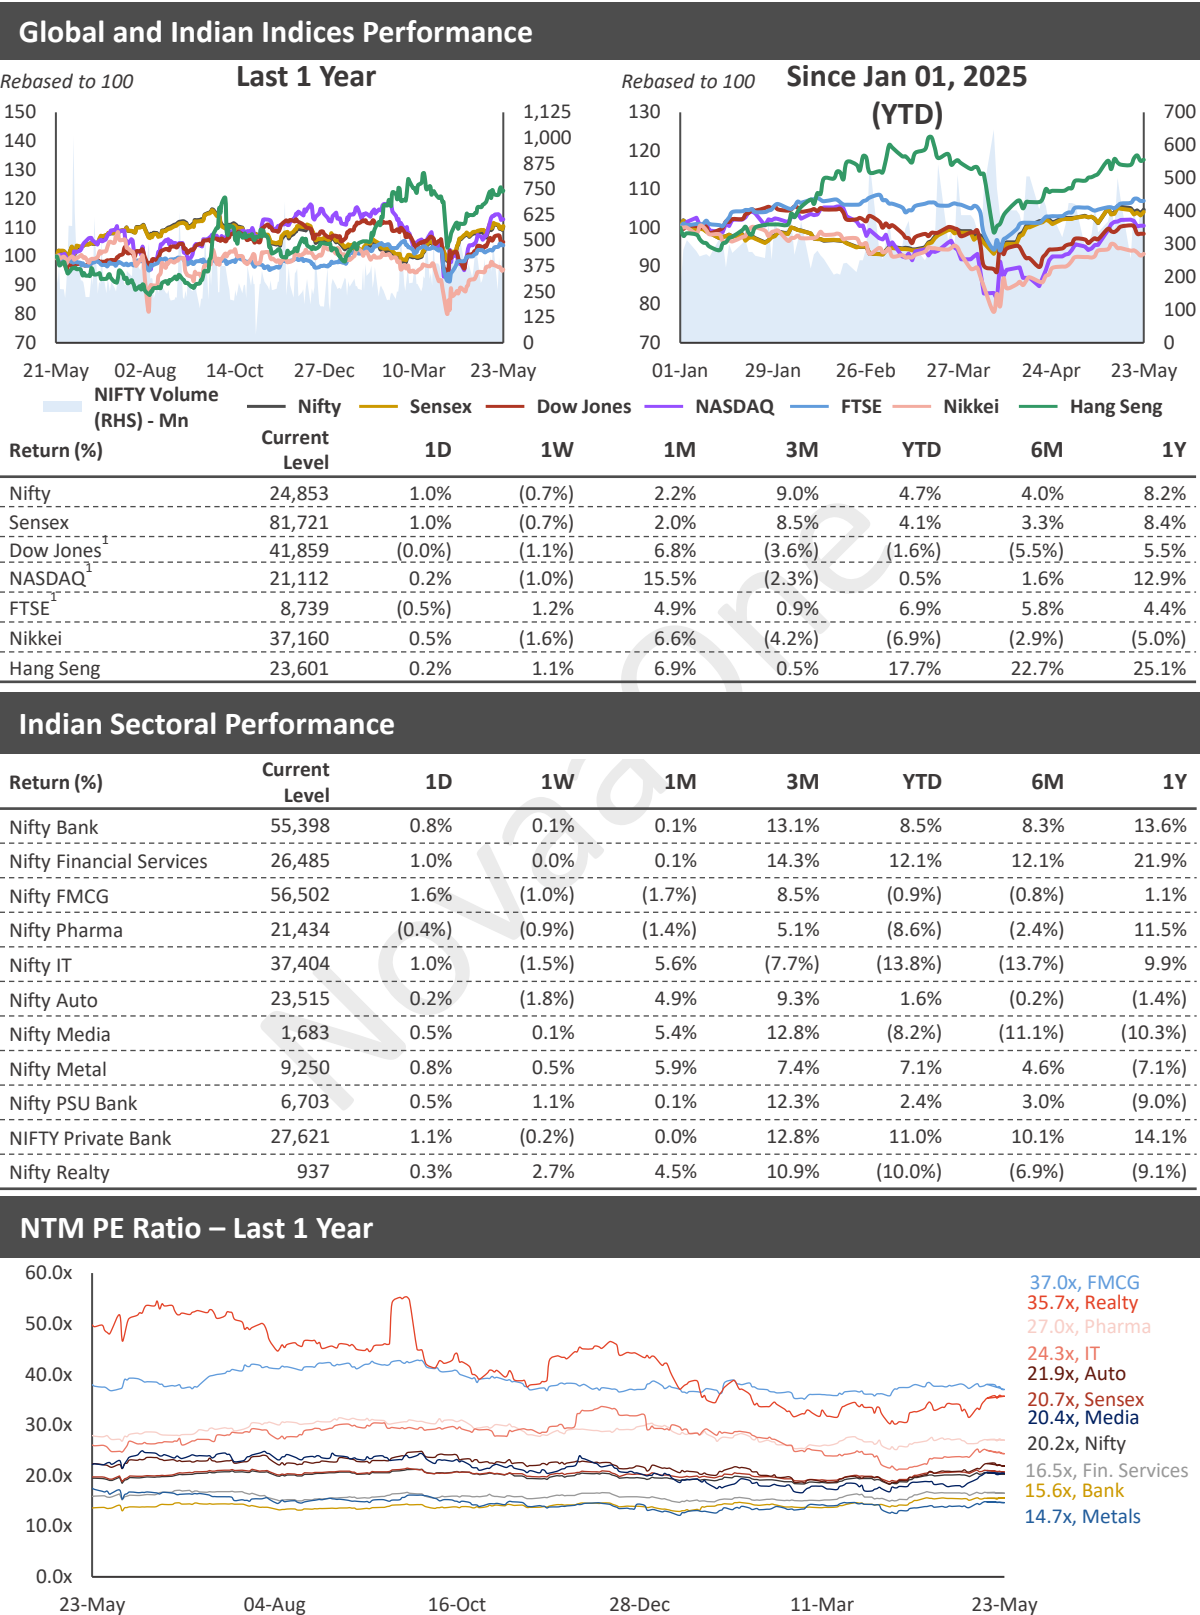 Global and Indian Indices Performance
Rebased to 100
Last 1 Year
150
140
130
120
110
100
90
80
70
1,125
1,000
875
750
625
500
375
250
125
0
21-May 02-Aug 14-Oct 27-Dec 10-Mar 23-May
Rebased to 100
Since Jan 01, 2025
(YTD)
130
120
110
100
90
80
70
700
600
500
400
300
200
100
0
01-Jan 29-Jan 26-Feb 27-Mar 24-Apr 23-May
NIFTY Volume
(RHS) - Mn
Nifty Sensex Dow Jones NASDAQ FTSE Nikkei Hang Seng
Return (%) Current Level 1D 1W 1M 3M YTD 6M 1Y
Nifty 24,853 1.0% (0.7%) 2.2% 9.0% 4.7% 4.0% 8.2%
Sensex 81,721 1.0% (0.7%) 2.0% 8.5% 4.1% 3.3% 8.4%
Dow Jones1 41,859 (0.0%) (1.1%) 6.8% (3.6%) (1.6%) (5.5%) 5.5%
NASDAQ1 21,112 0.2% (1.0%) 15.5% (2.3%) 0.5% 1.6% 12.9%
FTSE1 8,739 (0.5%) 1.2% 4.9% 0.9% 6.9% 5.8% 4.4%
Nikkei 37,160 0.5% (1.6%) 6.6% (4.2%) (6.9%) (2.9%) (5.0%)
Hang Seng 23,601 0.2% 1.1% 6.9% 0.5% 17.7% 22.7% 25.1%
Indian Sectoral Performance
Return (%) Current Level 1D 1W 1M 3M YTD 6M 1Y
Nifty Bank 55,398 0.8% 0.1% 0.1% 13.1% 8.5% 8.3% 13.6%
Nifty Financial Services 26,485 1.0% 0.0% 0.1% 14.3% 12.1% 12.1% 21.9%
Nifty FMCG 56,502 1.6% (1.0%) (1.7%) 8.5% (0.9%) (0.8%) 1.1%
Nifty Pharma 21,434 (0.4%) (0.9%) (1.4%) 5.1% (8.6%) (2.4%) 11.5%
Nifty IT 37,404 1.0% (1.5%) 5.6% (7.7%) (13.8%) (13.7%) 9.9%
Nifty Auto 23,515 0.2% (1.8%) 4.9% 9.3% 1.6% (0.2%) (1.4%)
Nifty Media 1,683 0.5% 0.1% 5.4% 12.8% (8.2%) (11.1%) (10.3%)
Nifty Metal 9,250 0.8% 0.5% 5.9% 7.4% 7.1% 4.6% (7.1%)
Nifty PSU Bank 6,703 0.5% 1.1% 0.1% 12.3% 2.4% 3.0% (9.0%)
NIFTY Private Bank 27,621 1.1% (0.2%) 0.0% 12.8% 11.0% 10.1% 14.1%
Nifty Realty 937 0.3% 2.7% 4.5% 10.9% (10.0%) (6.9%) (9.1%)
NovaaOne
NTM PE Ratio – Last 1 Year
60.0x
50.0x
40.0x
30.0x
20.0x
10.0x
0.0x
23-May 04-Aug 16-Oct 28-Dec 11-Mar 23-May
37.0x, FMCG
35.7x, Realty
27.0x, Pharma
24.3x, IT
21.9x, Auto
20.7x, Sensex
20.4x, Media
20.2x, Nifty
16.5x, Fin. Services
15.6x, Bank
14.7x, Metals